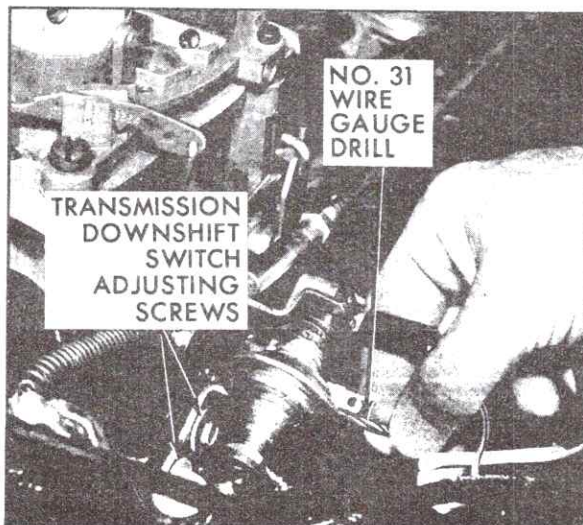 NO. 31
WIRE
GAUGE
DRILL
TRANSMISSION
DOWNSHIFT
SWITCH
ADJUSTING
SCREWS